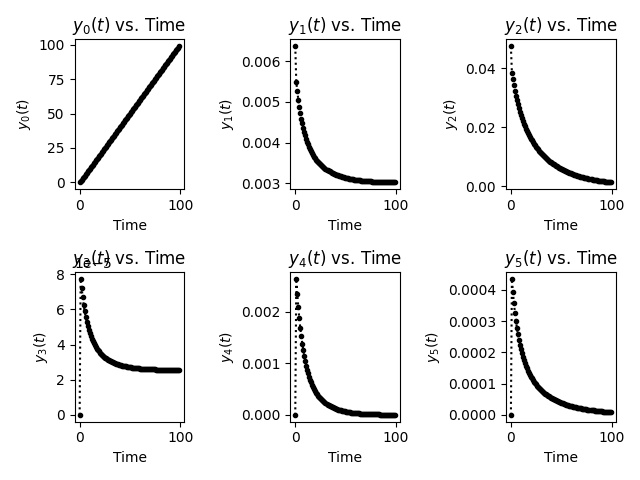 y₀(t) vs. Time
y₁(t) vs. Time
y₂(t) vs. Time
100
75
50
25
0
y₀(t)
0 100
Time
0.006
0.005
0.004
0.003
y₁(t)
0 100
Time
0.04
0.02
0.00
y₂(t)
0 100
Time
y₃(t) vs. Time
1e−5
y₄(t) vs. Time
y₅(t) vs. Time
8
6
4
2
0
y₃(t)
0 100
Time
0.002
0.001
0.000
y₄(t)
0 100
Time
0.0004
0.0003
0.0002
0.0001
0.0000
y₅(t)
0 100
Time